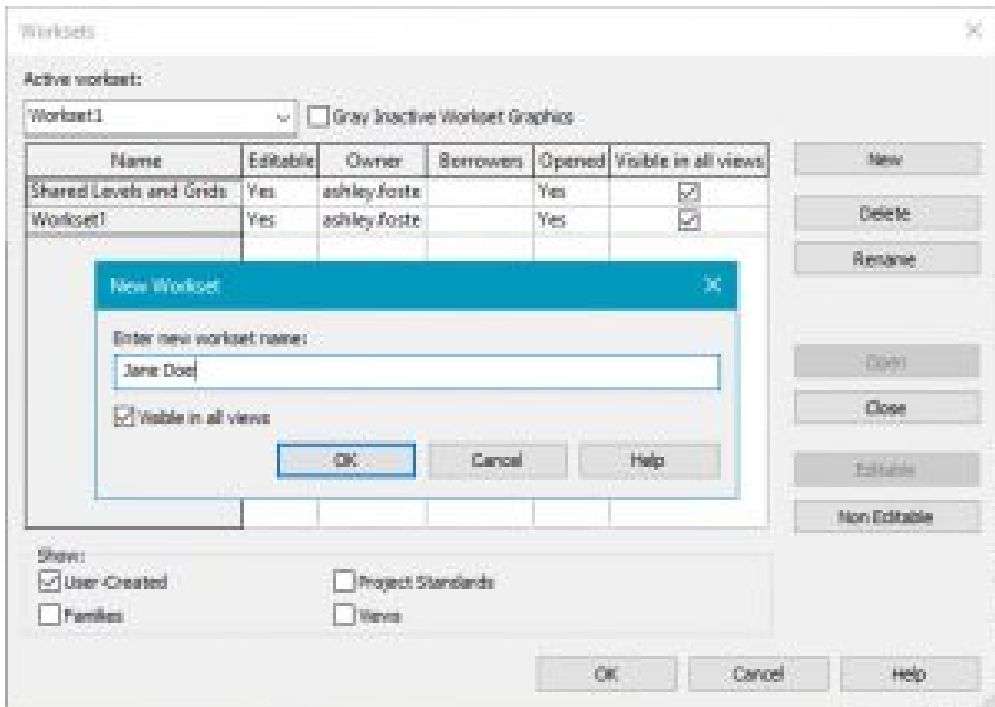 Worksets
Active workset:
Workset1
Gray Inactive Workset Graphics
Name Editable Owner Borrowers Opened Visible in all views
Shared Levels and Grids Yes ashley.foste Yes
Workset1 Yes ashley.foste Yes
New
Delete
Rename
New Workset
Enter new workset name:
Jane Doe
Visible in all views
OK Cancel Help
Open
Close
Editable
Non Editable
Show:
User-Created Project Standards
Families Views
OK Cancel Help